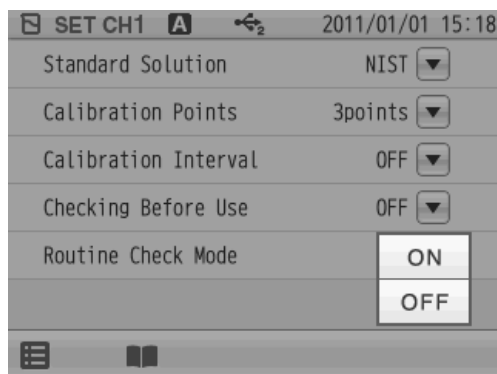 SET CH1 A 2 2011/01/01 15:18
Standard Solution NIST
Calibration Points 3points
Calibration Interval OFF
Checking Before Use OFF
Routine Check Mode ON
OFF